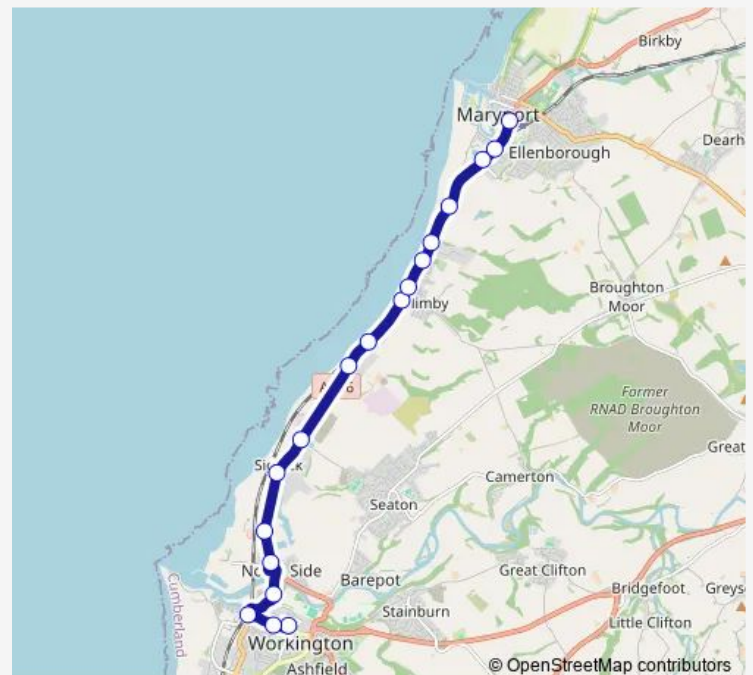 Birkby
Maryport
Dearh
Ellenborough
Broughton
Moor
limby
Former
RNAD Broughton
Moor
Great
Camerton
Seaton
Side
Barepot
Great Clifton
Bridgefoot
Greys
Stainburn
Little Clifton
Cumberland
Workington
Ashfield
© OpenStreetMap contributors